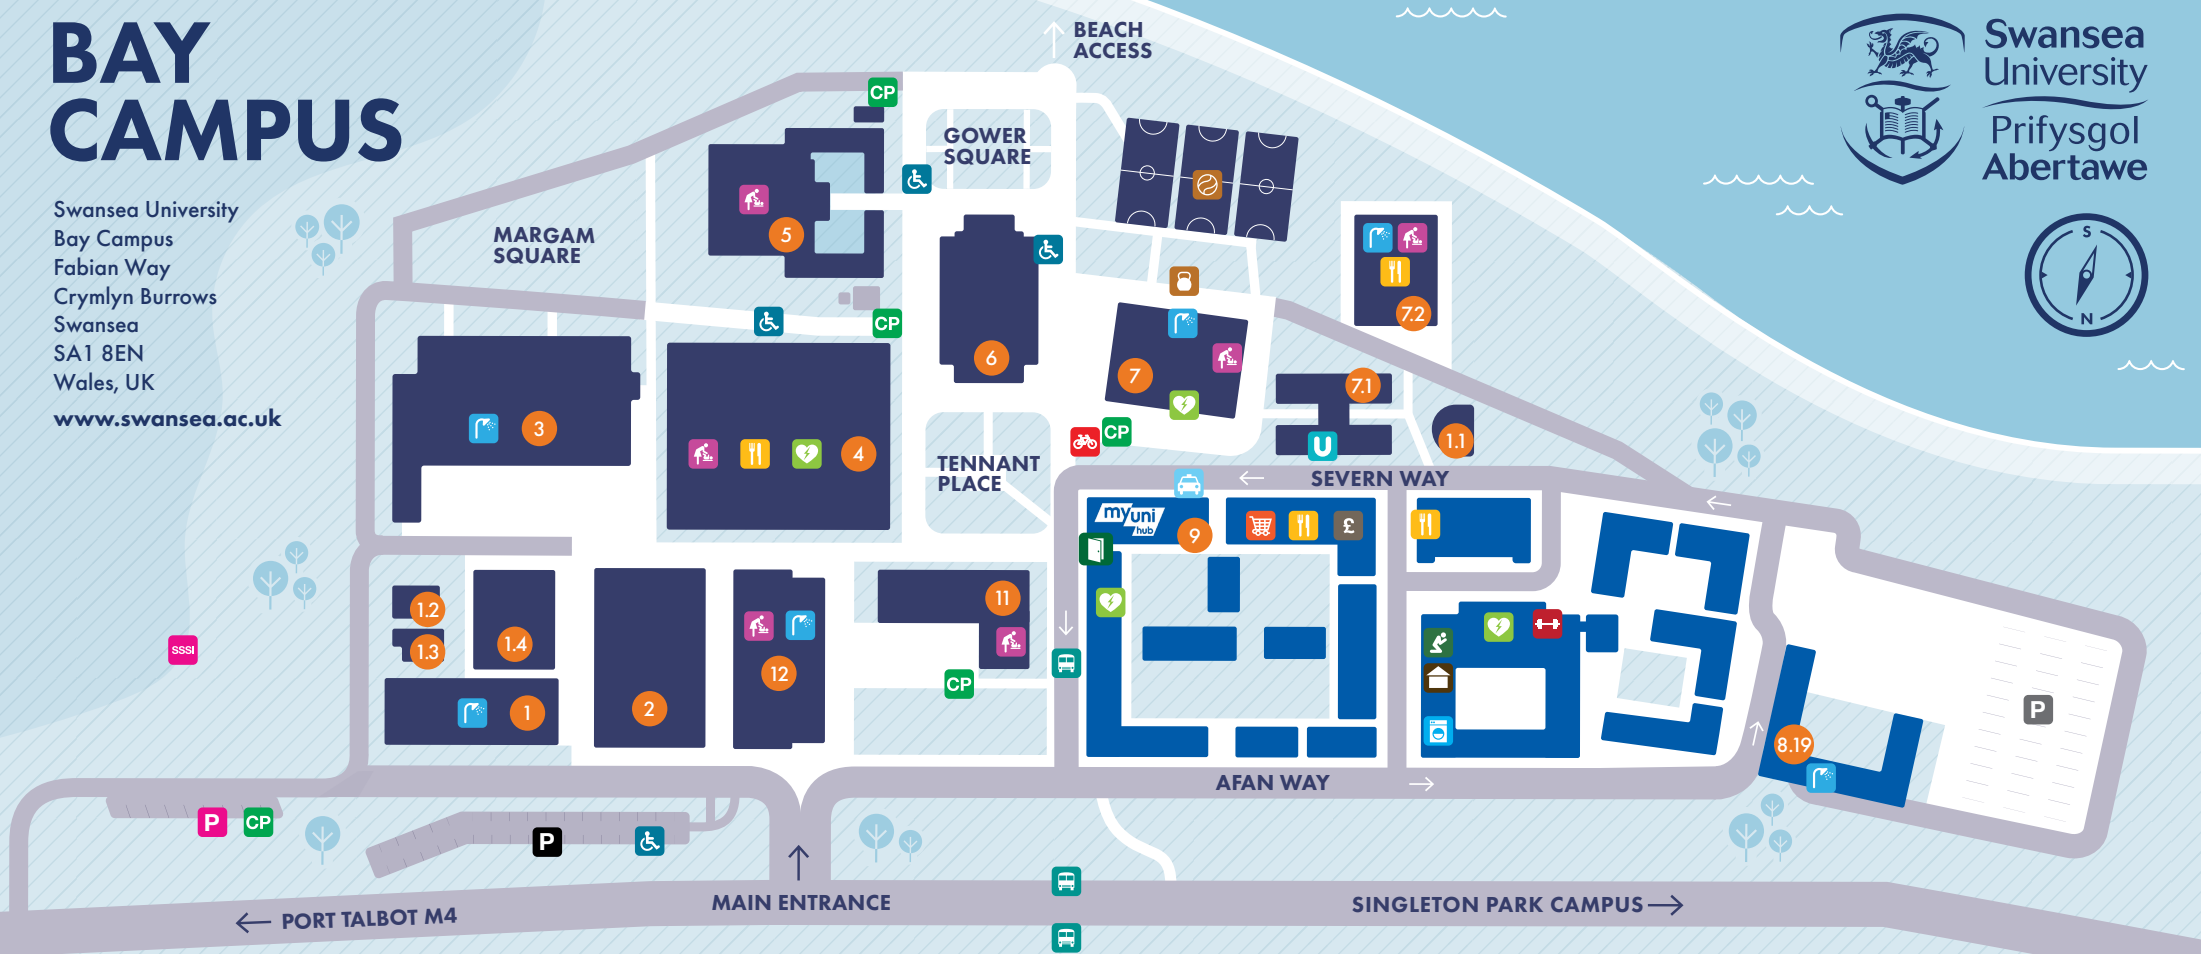 BAY
CAMPUS
Swansea University
Bay Campus
Fabian Way
Crymlyn Burrows
Swansea
SA1 8EN
Wales, UK
www.swansea.ac.uk
BEACH
ACCESS
Swansea
University
Prifysgol
Abertawe
S
N
CP
GOWER
SQUARE
MARGAM
SQUARE
5
CP
6
7
7.2
7.1
1.1
U
3
4
CP
TENNANT
PLACE
SEVERN WAY
myuni
hub
9
£
1.2
1.3
1.4
11
12
CP
1
2
SSSI
8.19
P
AFAN WAY
P
CP
P
MAIN ENTRANCE
PORT TALBOT M4
SINGLETON PARK CAMPUS